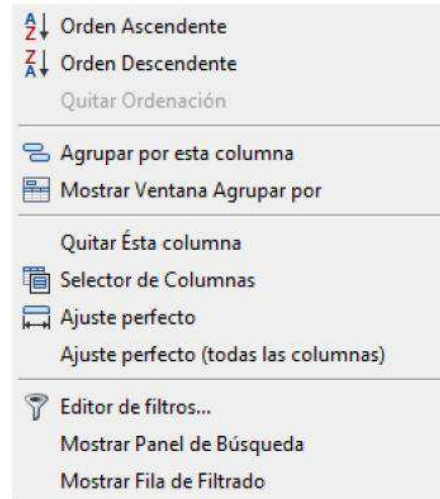 Orden Ascendente
Orden Descendente
Quitar Ordenación
Agrupar por esta columna
Mostrar Ventana Agrupar por
Quitar Ésta columna
Selector de Columnas
Ajuste perfecto
Ajuste perfecto (todas las columnas)
Editor de filtros...
Mostrar Panel de Búsqueda
Mostrar Fila de Filtrado